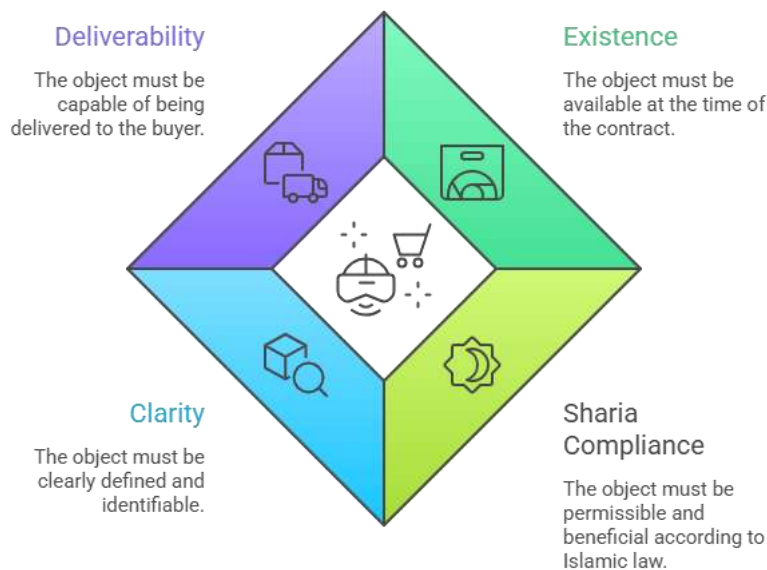 Deliverability
The object must be
capable of being
delivered to the buyer.
Existence
The object must be
available at the time of
the contract.
Clarity
The object must be
clearly defined and
identifiable.
Sharia
Compliance
The object must be
permissible and
beneficial according to
Islamic law.